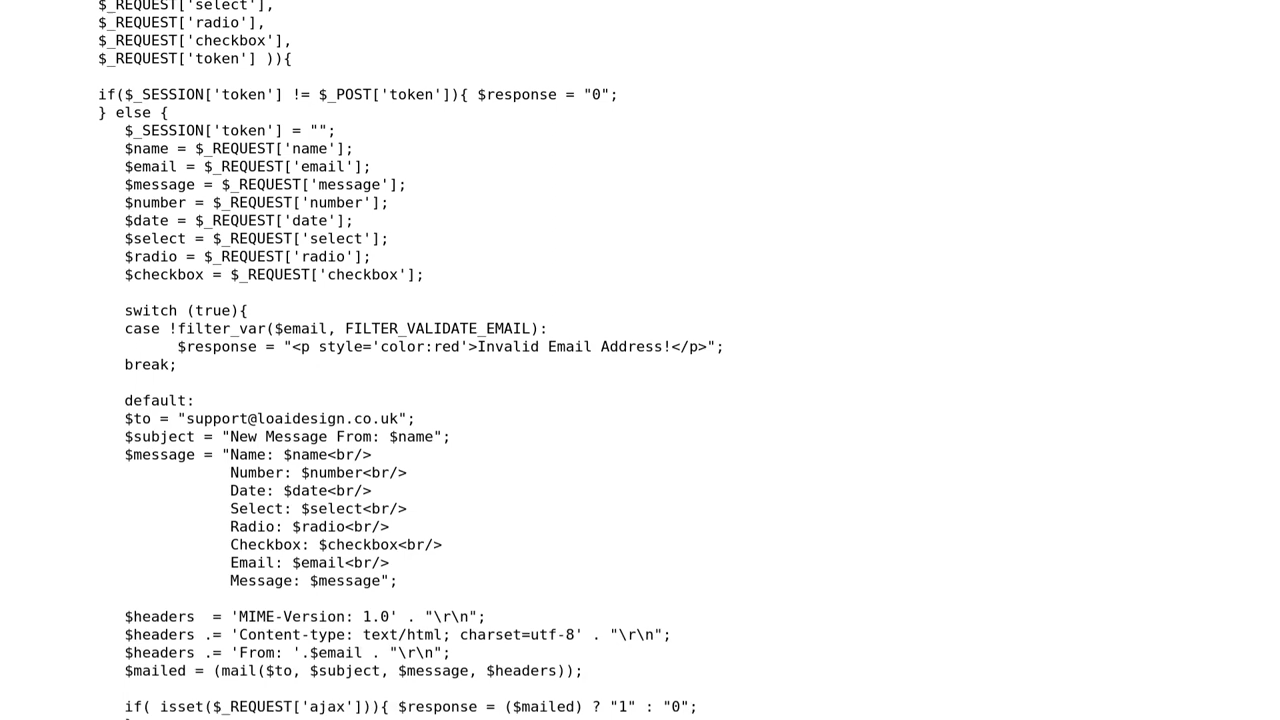 $_REQUEST['select'],
$_REQUEST['radio'],
$_REQUEST['checkbox'],
$_REQUEST['token'] )){
if($_SESSION['token'] != $_POST['token']){ $response = "0";
} else {
$_SESSION['token'] = "";
$name = $_REQUEST['name'];
$email = $_REQUEST['email'];
$message = $_REQUEST['message'];
$number = $_REQUEST['number'];
$date = $_REQUEST['date'];
$select = $_REQUEST['select'];
$radio = $_REQUEST['radio'];
$checkbox = $_REQUEST['checkbox'];
switch (true){
case !filter_var($email, FILTER_VALIDATE_EMAIL):
$response = "<p style='color:red'>Invalid Email Address!</p>";
break;
default:
$to = "support@loaidesign.co.uk";
$subject = "New Message From: $name";
$message = "Name: $name<br/>
Number: $number<br/>
Date: $date<br/>
Select: $select<br/>
Radio: $radio<br/>
Checkbox: $checkbox<br/>
Email: $email<br/>
Message: $message";
$headers  = 'MIME-Version: 1.0' . "\r\n";
$headers .= 'Content-type: text/html; charset=utf-8' . "\r\n";
$headers .= 'From: '.$email . "\r\n";
$mailed = (mail($to, $subject, $message, $headers));
if( isset($_REQUEST['ajax'])){ $response = ($mailed) ? "1" : "0";